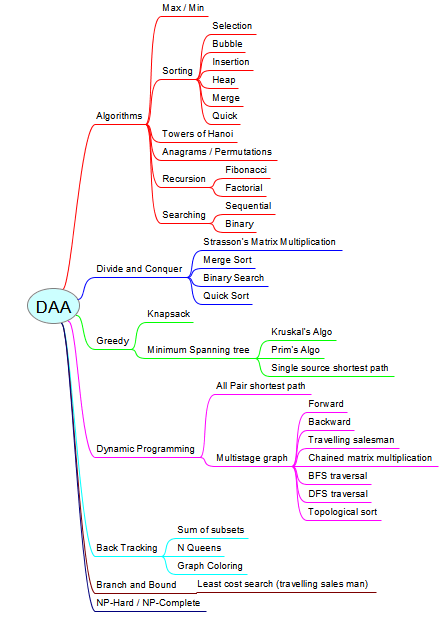 DAA
Algorithms
Max / Min
Sorting
Selection
Bubble
Insertion
Heap
Merge
Quick
Towers of Hanoi
Anagrams / Permutations
Recursion
Fibonacci
Factorial
Searching
Sequential
Binary
Divide and Conquer
Strasson's Matrix Multiplication
Merge Sort
Binary Search
Quick Sort
Greedy
Knapsack
Minimum Spanning tree
Kruskal's Algo
Prim's Algo
Single source shortest path
Dynamic Programming
All Pair shortest path
Multistage graph
Forward
Backward
Travelling salesman
Chained matrix multiplication
BFS traversal
DFS traversal
Topological sort
Back Tracking
Sum of subsets
N Queens
Graph Coloring
Branch and Bound
Least cost search (travelling sales man)
NP-Hard / NP-Complete